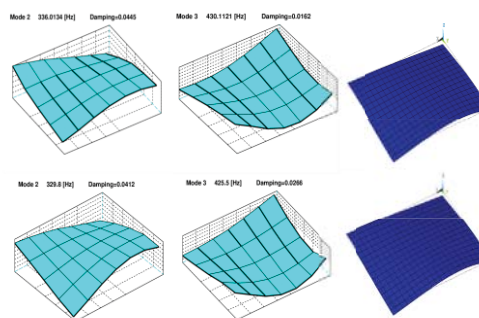 Mode 2 336.0134 [Hz] Damping=0.0445
Mode 3 430.1121 [Hz] Damping=0.0162
Mode 2 329.8 [Hz] Damping=0.0412
Mode 3 425.5 [Hz] Damping=0.0266